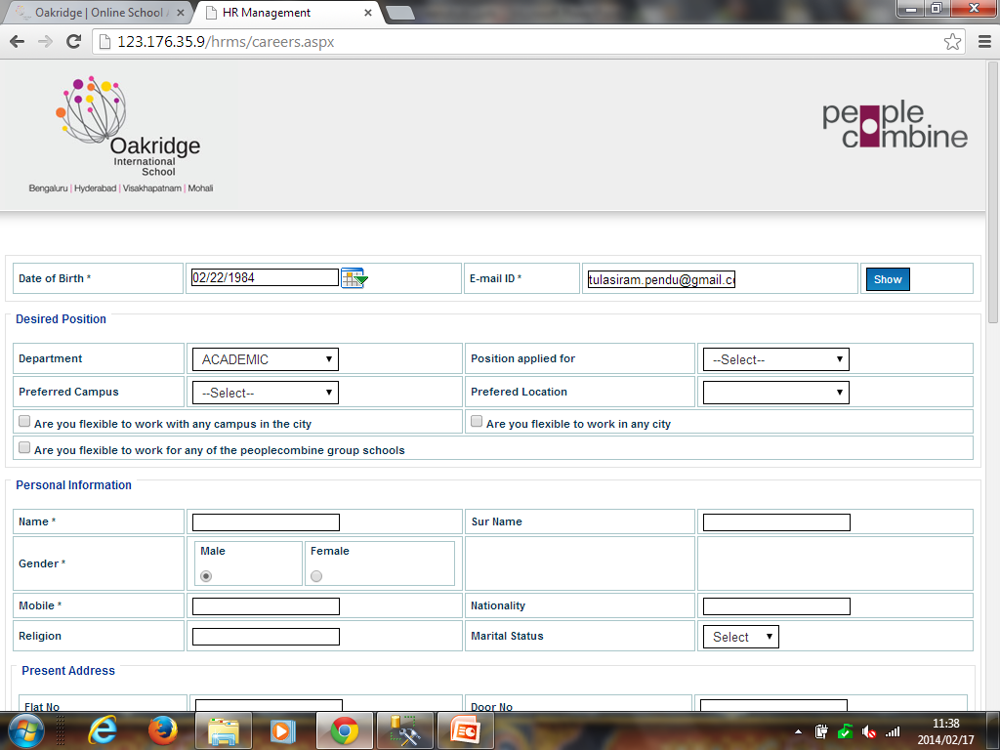 Oakridge | Online School
HR Management
123.176.35.9/hrms/careers.aspx
Oakridge
International
School
Bengaluru | Hyderabad | Visakhapatnam | Mohali
people
combine
Date of Birth * 02/22/1984 E-mail ID * tulasiram.pendu@gmail.c Show
Desired Position
Department ACADEMIC Position applied for --Select--
Preferred Campus --Select-- Prefered Location
Are you flexible to work with any campus in the city Are you flexible to work in any city
Are you flexible to work for any of the peoplecombine group schools
Personal Information
Name * Sur Name
Gender * Male Female
Mobile * Nationality
Religion Marital Status Select
Present Address
Flat No Door No
11:38
2014/02/17